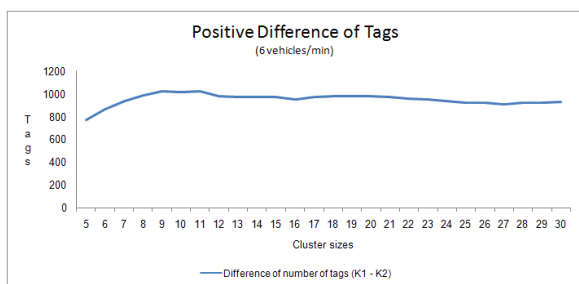 Positive Difference of Tags
(6 vehicles/min)
1200
1000
800
600
400
200
0
Tags
5 6 7 8 9 10 11 12 13 14 15 16 17 18 19 20 21 22 23 24 25 26 27 28 29 30
Cluster sizes
Difference of number of tags (K1 - K2)